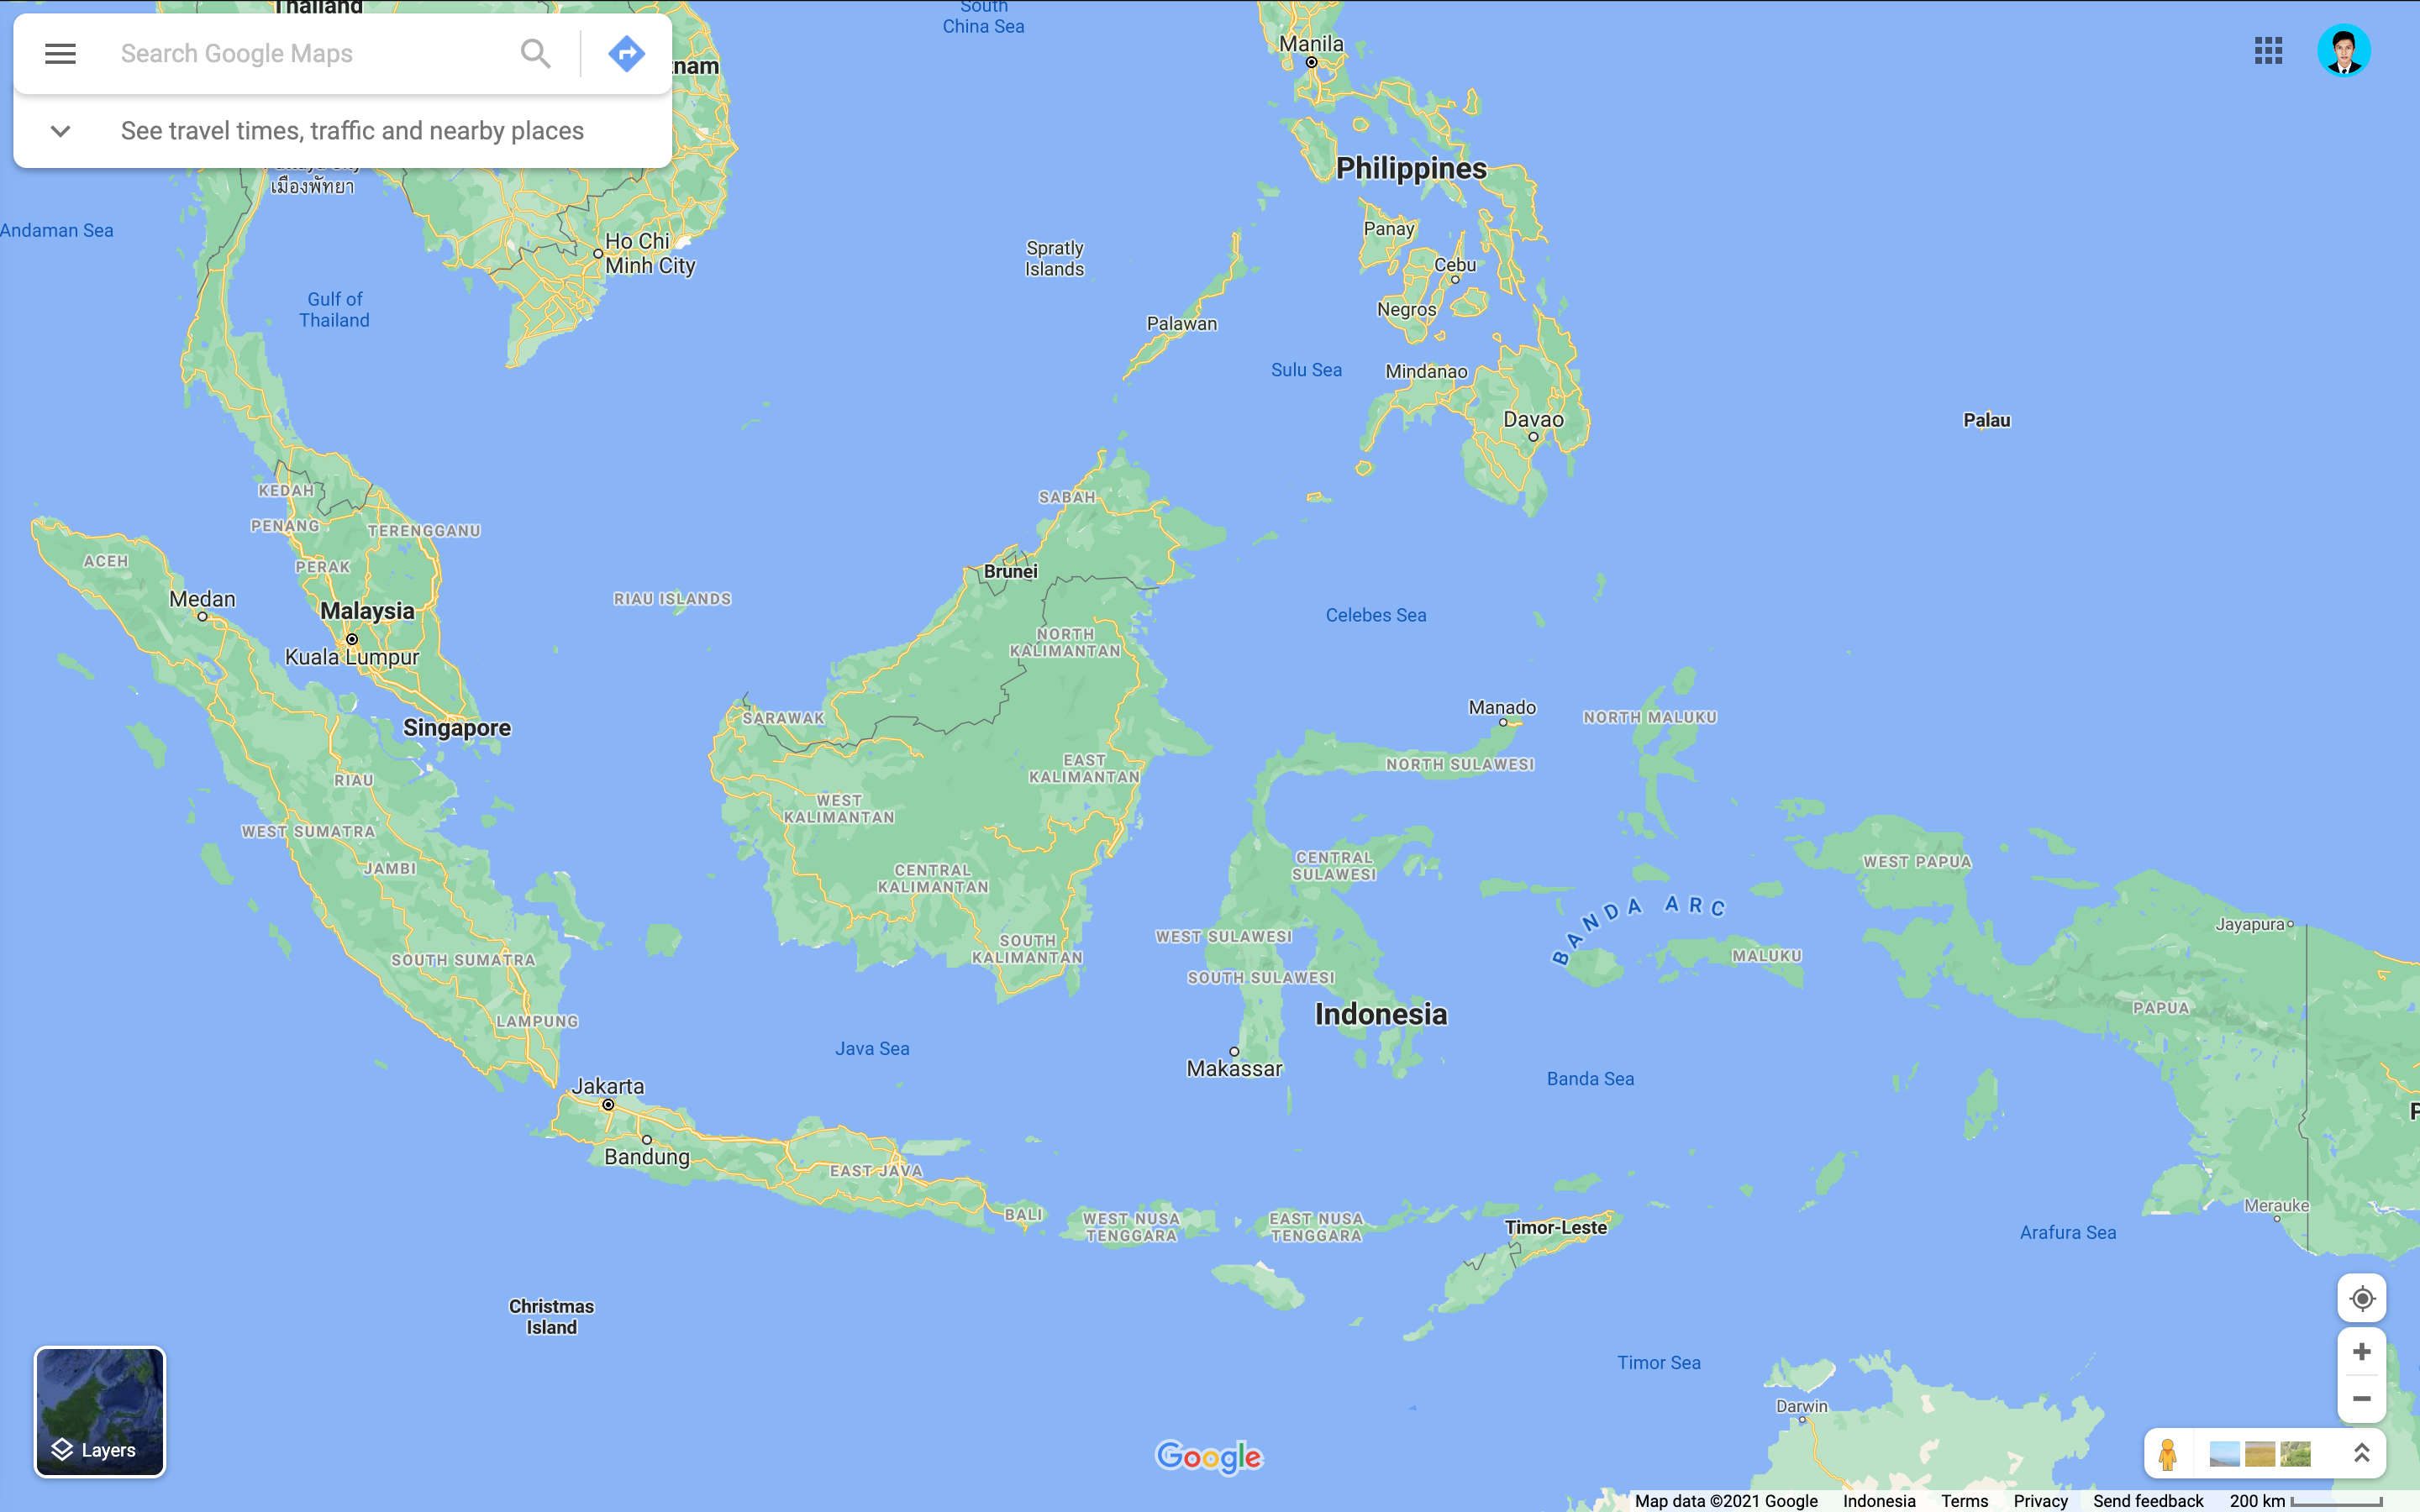 Thailand
South
China Sea
Manila
Search Google Maps
nam
See travel times, traffic and nearby places
Philippines
เมืองพัทยา
Andaman Sea
Panay
Ho Chi
Minh City
Spratly
Islands
Cebu
Gulf of
Thailand
Negros
Palawan
Sulu Sea
Mindanao
Davao
Palau
KEDAH
SABAH
PENANG
TERENGGANU
ACEH
PERAK
Brunei
Medan
RIAU ISLANDS
Malaysia
Celebes Sea
NORTH
KALIMANTAN
Kuala Lumpur
Manado
SARAWAK
NORTH MALUKU
Singapore
EAST
KALIMANTAN
NORTH SULAWESI
RIAU
WEST
KALIMANTAN
WEST SUMATRA
CENTRAL
SULAWESI
WEST PAPUA
JAMBI
CENTRAL
KALIMANTAN
BANDA ARC
Jayapura
WEST SULAWESI
SOUTH
KALIMANTAN
SOUTH SUMATRA
MALUKU
SOUTH SULAWESI
PAPUA
Indonesia
LAMPUNG
Java Sea
Makassar
Banda Sea
Jakarta
P
Bandung
EAST JAVA
BALI
WEST NUSA
TENGGARA
EAST NUSA
TENGGARA
Timor-Leste
Merauke
Arafura Sea
Christmas
Island
Timor Sea
Darwin
Layers
Google
Map data ©2021 Google Indonesia Terms Privacy Send feedback 200 km